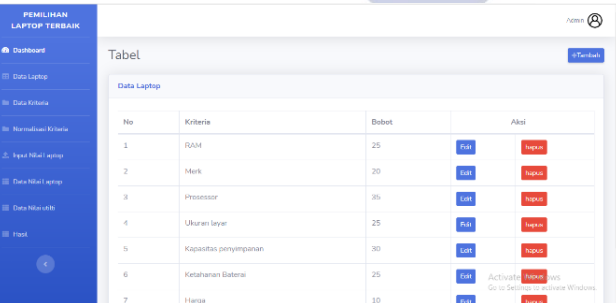 PEMILIHAN
LAPTOP TERBAIK
Admin
Dashboard
Data Laptop
Data Kriteria
Normalisasi Kriteria
Input Nilai Laptop
Data Nilai Laptop
Data Nilai utiliti
Hasil
Tabel
+Tambah
Data Laptop
No Kriteria Bobot Aksi
1 RAM 25 Edit hapus
2 Merk 20 Edit hapus
3 Prosessor 35 Edit hapus
4 Ukuran layar 25 Edit hapus
5 Kapasitas penyimpanan 30 Edit hapus
6 Ketahanan Baterai 25 Edit hapus
7 Harga 10 Edit hapus
Activate Windows
Go to Settings to activate Windows.